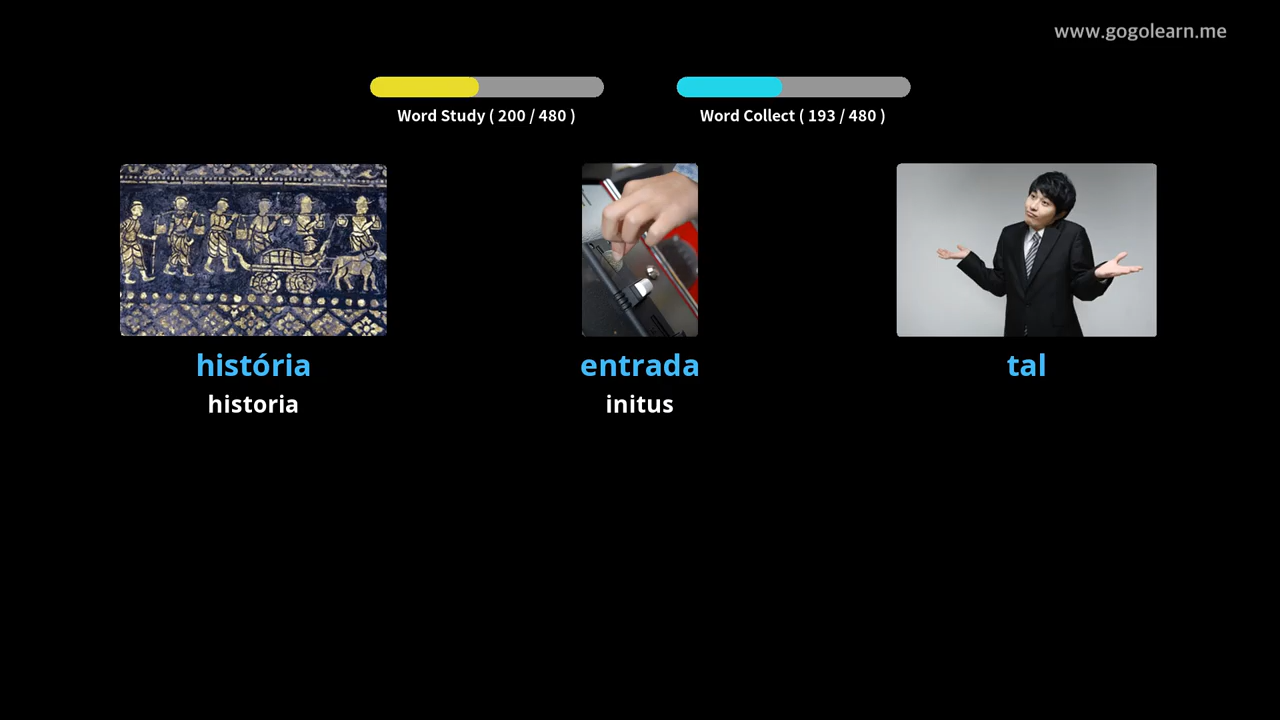 www.gogolearn.me
Word Study ( 200 / 480 )
Word Collect ( 193 / 480 )
história
entrada
tal
historia
initus